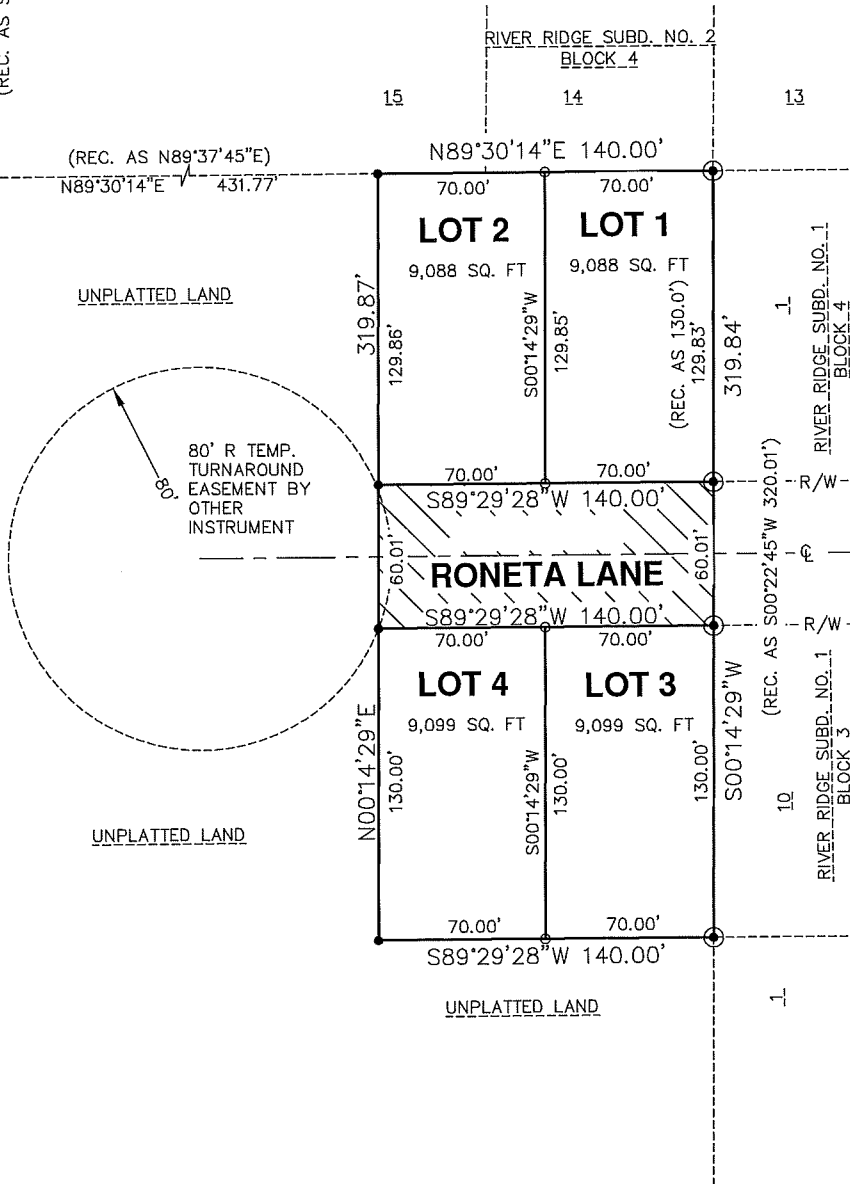 (REC. AS S
RIVER RIDGE SUBD. NO. 2
BLOCK 4
15
14
13
(REC. AS N89°37'45"E)
N89°30'14"E 431.77'
N89°30'14"E 140.00'
70.00'
70.00'
LOT 2
9,088 SQ. FT
LOT 1
9,088 SQ. FT
UNPLATTED LAND
319.87'
129.86'
S00°14'29"W
129.85'
(REC. AS 130.0')
129.83'
319.84'
1
RIVER RIDGE SUBD. NO. 1
BLOCK 4
80' R TEMP.
TURNAROUND
EASEMENT BY
OTHER
INSTRUMENT
80'
70.00'
70.00'
S89°29'28"W 140.00'
R/W
60.01'
RONETA LANE
60.01'
℄
S89°29'28"W 140.00'
R/W
70.00'
70.00'
(REC. AS S00°22'45"W 320.01')
LOT 4
9,099 SQ. FT
LOT 3
9,099 SQ. FT
N00°14'29"E
130.00'
S00°14'29"W
130.00'
130.00'
S00°14'29"W
10
RIVER RIDGE SUBD. NO. 1
BLOCK 3
UNPLATTED LAND
70.00'
70.00'
S89°29'28"W 140.00'
UNPLATTED LAND
1